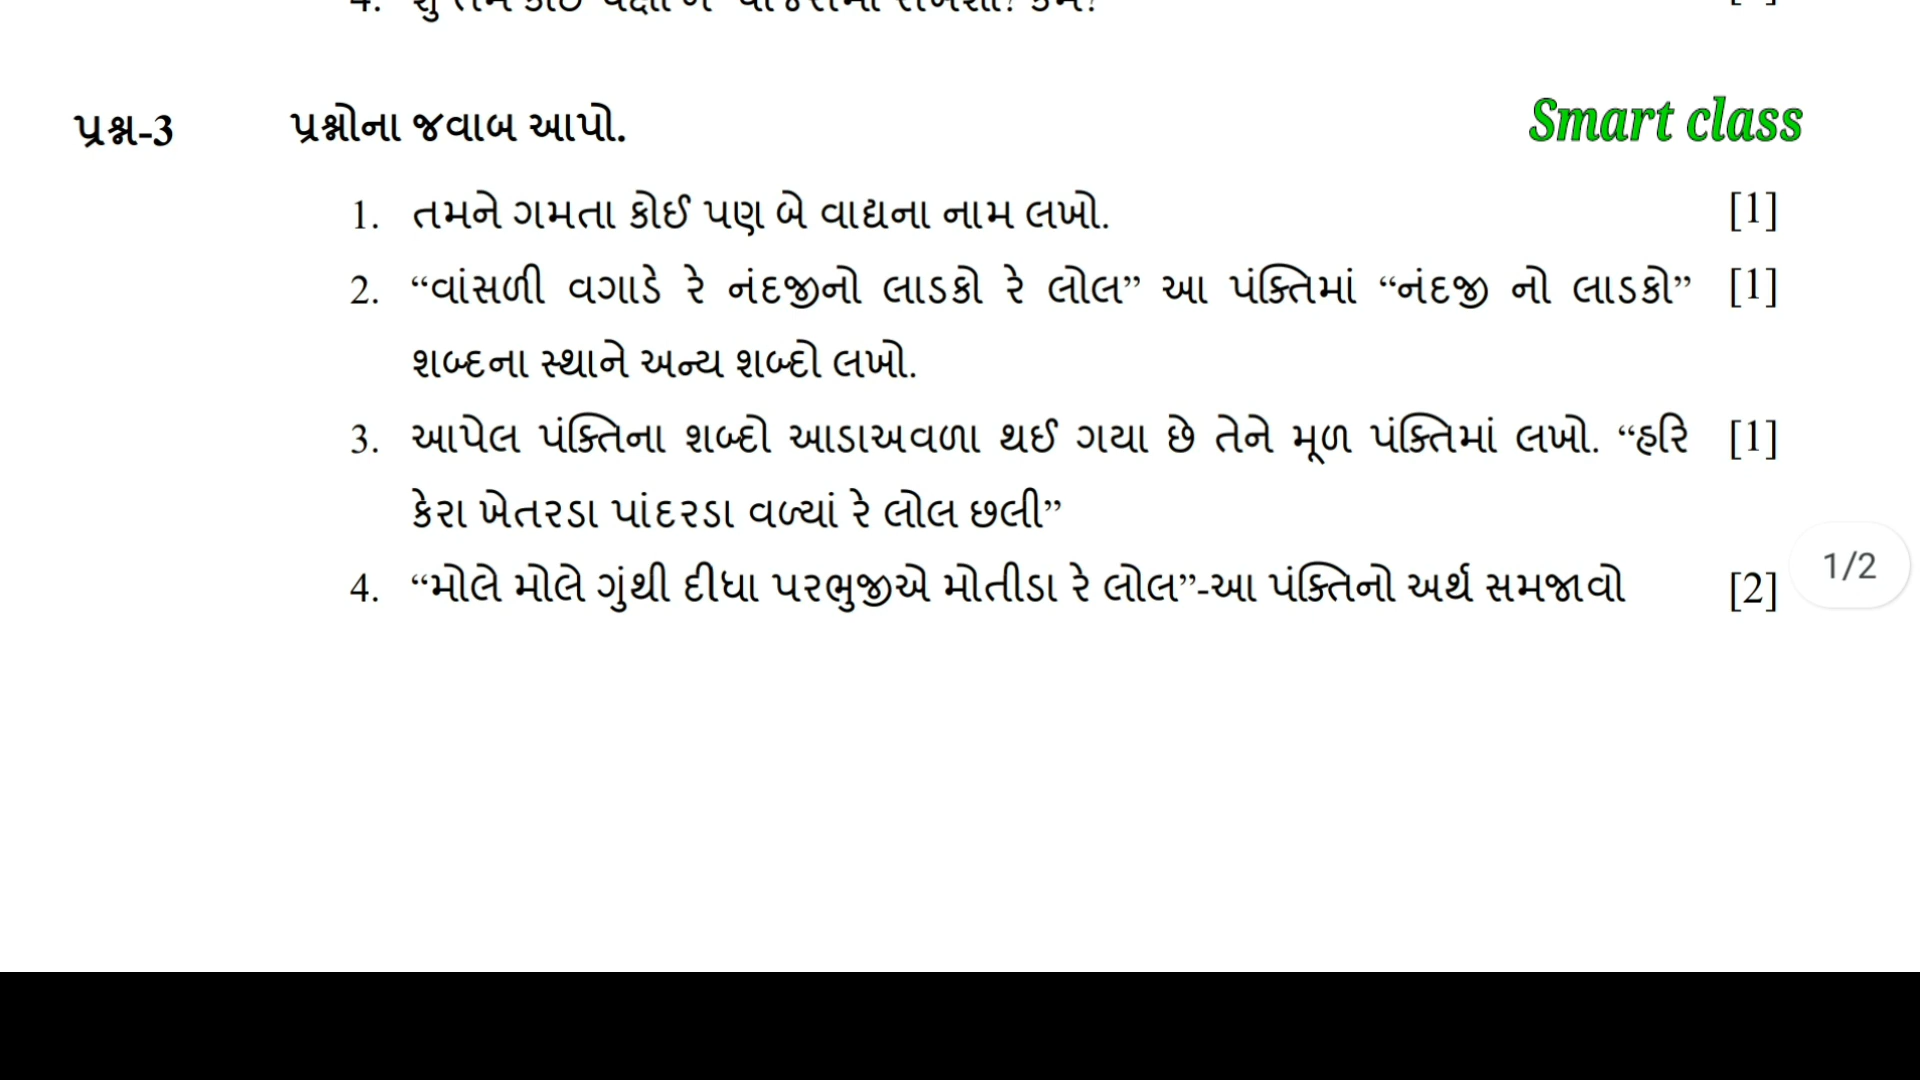 પ્રશ્ન-3 પ્રશ્નોના જવાબ આપો. Smart class
1. તમને ગમતા કોઈ પણ બે વાદ્યના નામ લખો. [1]
2. “વાંસળી વગાડે રે નંદજીનો લાડકો રે લોલ” આ પંક્તિમાં “નંદજી નો લાડકો” [1]
શબ્દના સ્થાને અન્ય શબ્દો લખો.
3. આપેલ પંક્તિના શબ્દો આડાઅવળા થઈ ગયા છે તેને મૂળ પંક્તિમાં લખો. “હરિ [1]
કેરા ખેતરડા પાંદરડા વળ્યાં રે લોલ છલી”
1/2
4. “મોલે મોલે ગુંથી દીધા પરભુજીએ મોતીડા રે લોલ”-આ પંક્તિનો અર્થ સમજાવો [2]